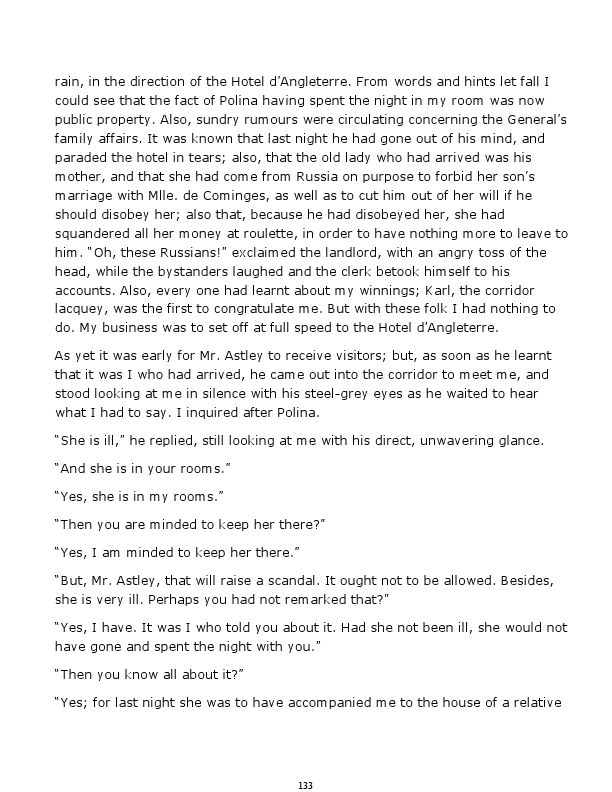 rain, in the direction of the Hotel d’Angleterre. From words and hints let fall I
could see that the fact of Polina having spent the night in my room was now
public property. Also, sundry rumours were circulating concerning the General’s
family affairs. It was known that last night he had gone out of his mind, and
paraded the hotel in tears; also, that the old lady who had arrived was his
mother, and that she had come from Russia on purpose to forbid her son’s
marriage with Mlle. de Cominges, as well as to cut him out of her will if he
should disobey her; also that, because he had disobeyed her, she had
squandered all her money at roulette, in order to have nothing more to leave to
him. “Oh, these Russians!” exclaimed the landlord, with an angry toss of the
head, while the bystanders laughed and the clerk betook himself to his
accounts. Also, every one had learnt about my winnings; Karl, the corridor
lacquey, was the first to congratulate me. But with these folk I had nothing to
do. My business was to set off at full speed to the Hotel d’Angleterre.
As yet it was early for Mr. Astley to receive visitors; but, as soon as he learnt
that it was I who had arrived, he came out into the corridor to meet me, and
stood looking at me in silence with his steel-grey eyes as he waited to hear
what I had to say. I inquired after Polina.
“She is ill,” he replied, still looking at me with his direct, unwavering glance.
“And she is in your rooms.”
“Yes, she is in my rooms.”
“Then you are minded to keep her there?”
“Yes, I am minded to keep her there.”
“But, Mr. Astley, that will raise a scandal. It ought not to be allowed. Besides,
she is very ill. Perhaps you had not remarked that?”
“Yes, I have. It was I who told you about it. Had she not been ill, she would not
have gone and spent the night with you.”
“Then you know all about it?”
“Yes; for last night she was to have accompanied me to the house of a relative
133